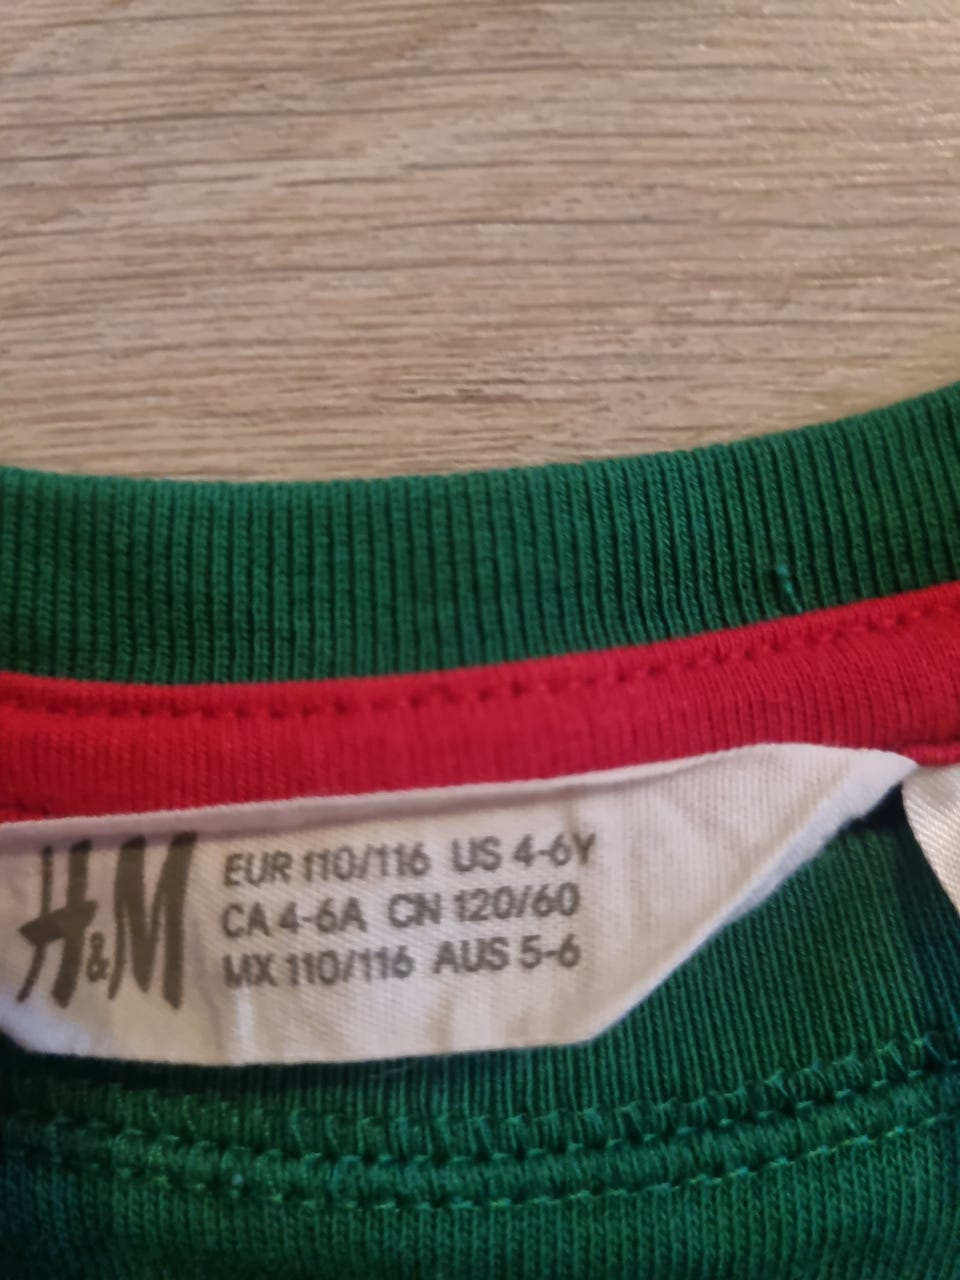 H&M
EUR 110/116 US 4-6Y
CA 4-6A CN 120/60
MX 110/116 AUS 5-6